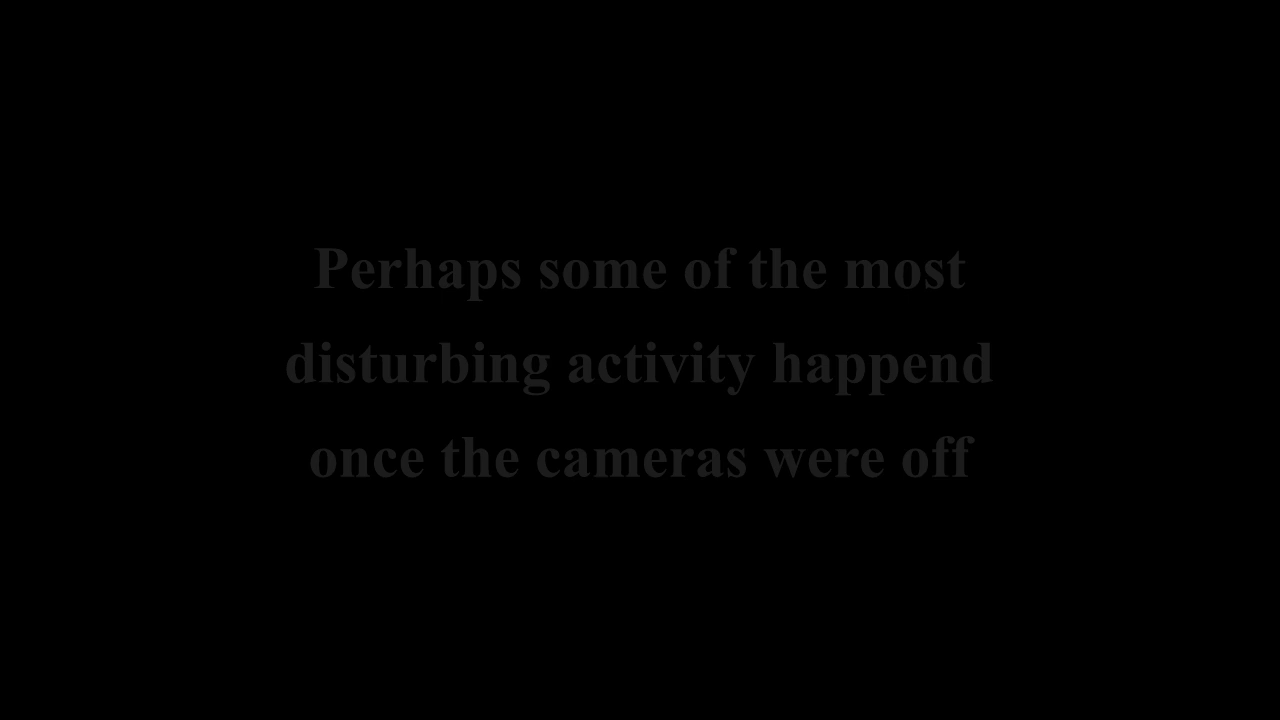 Perhaps some of the most
disturbing activity happend
once the cameras were off